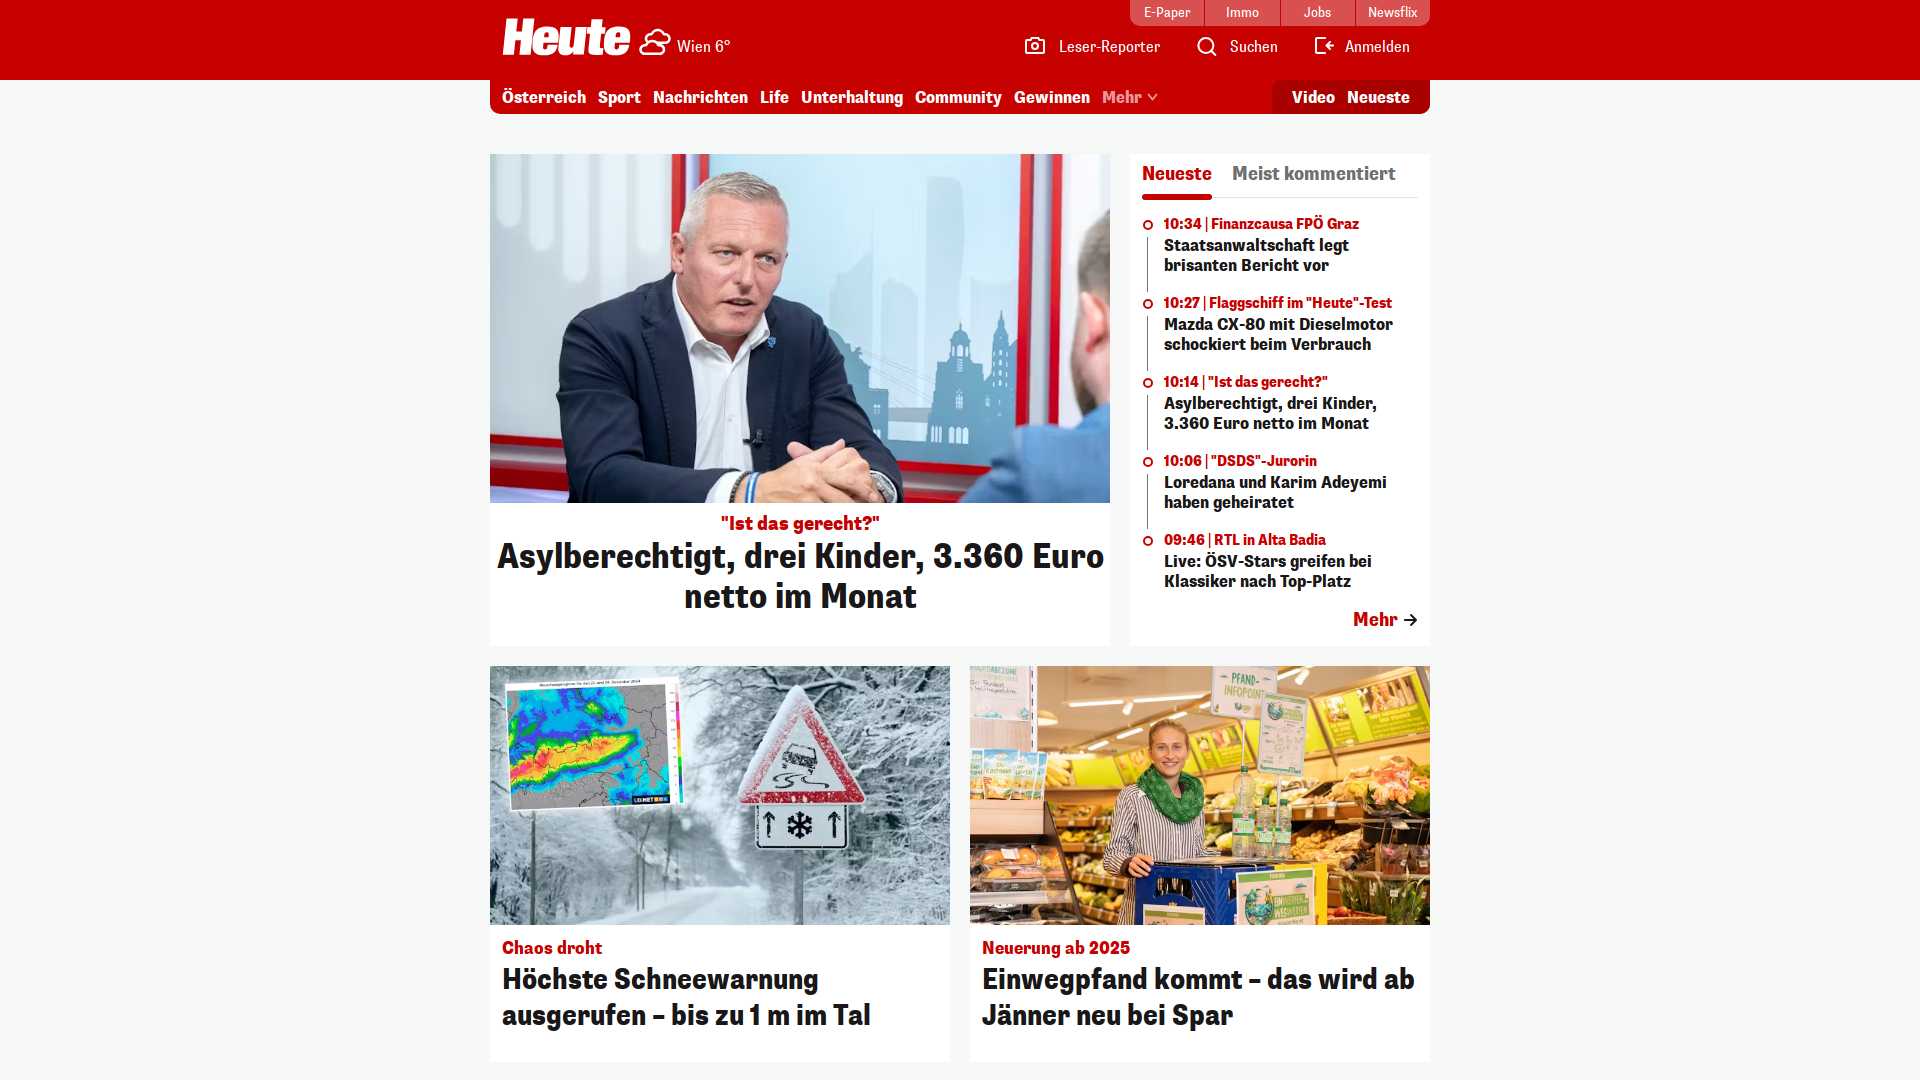 E-Paper
Immo
Jobs
Newsflix
Heute
Wien 6°
Leser-Reporter
Suchen
Anmelden
Österreich
Sport
Nachrichten
Life
Unterhaltung
Community
Gewinnen
Mehr
Video
Neueste
"Ist das gerecht?"
Asylberechtigt, drei Kinder, 3.360 Euro
netto im Monat
Neueste
Meist kommentiert
10:34 | Finanzcausa FPÖ Graz
Staatsanwaltschaft legt
brisanten Bericht vor
10:27 | Flaggschiff im "Heute"-Test
Mazda CX-80 mit Dieselmotor
schockiert beim Verbrauch
10:14 | "Ist das gerecht?"
Asylberechtigt, drei Kinder,
3.360 Euro netto im Monat
10:06 | "DSDS"-Jurorin
Loredana und Karim Adeyemi
haben geheiratet
09:46 | RTL in Alta Badia
Live: ÖSV-Stars greifen bei
Klassiker nach Top-Platz
Mehr
Chaos droht
Höchste Schneewarnung
ausgerufen – bis zu 1 m im Tal
PFAND-
INFOPOINT
Neuerung ab 2025
Einwegpfand kommt – das wird ab
Jänner neu bei Spar